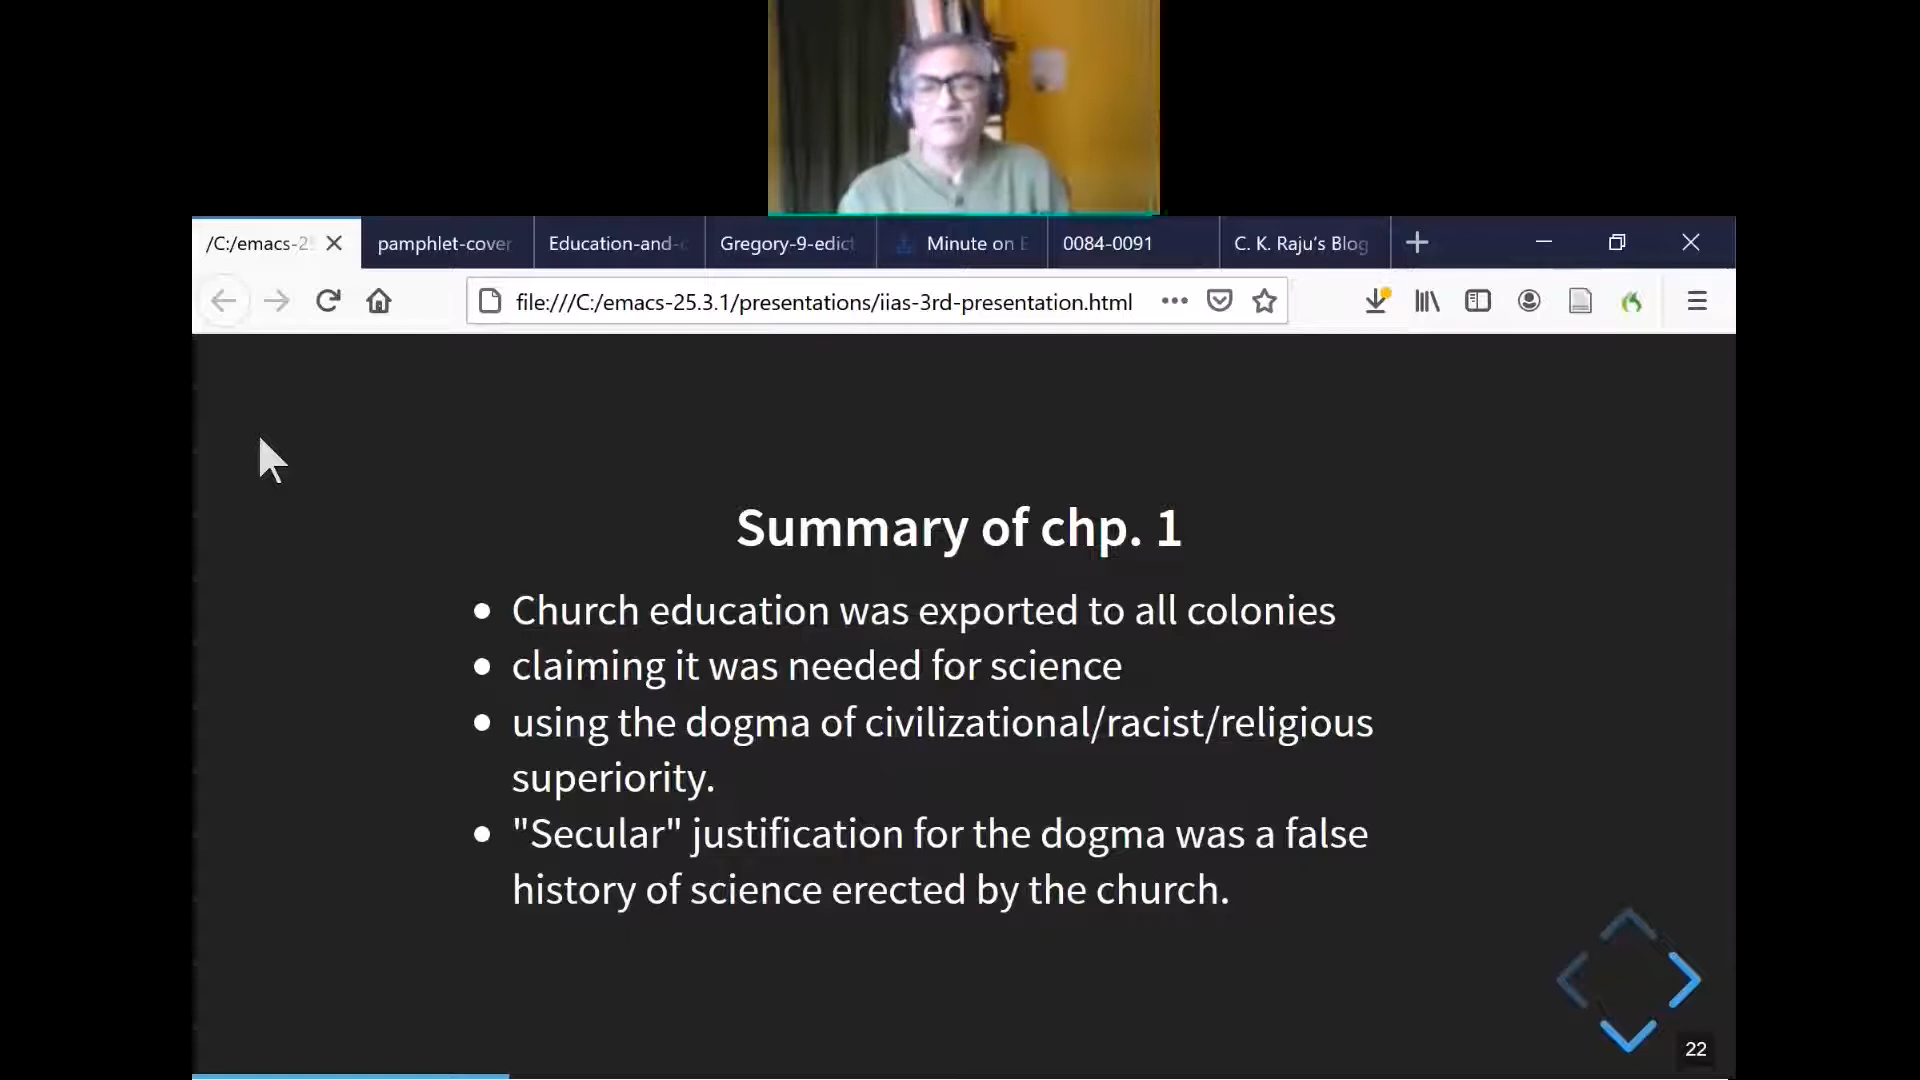 /C:/emacs-2
pamphlet-cover
Education-and-
Gregory-9-edict
Minute on E
0084-0091
C. K. Raju's Blog
file:///C:/emacs-25.3.1/presentations/iias-3rd-presentation.html
Summary of chp. 1
• Church education was exported to all colonies
• claiming it was needed for science
• using the dogma of civilizational/racist/religious
superiority.
• "Secular" justification for the dogma was a false
history of science erected by the church.
22